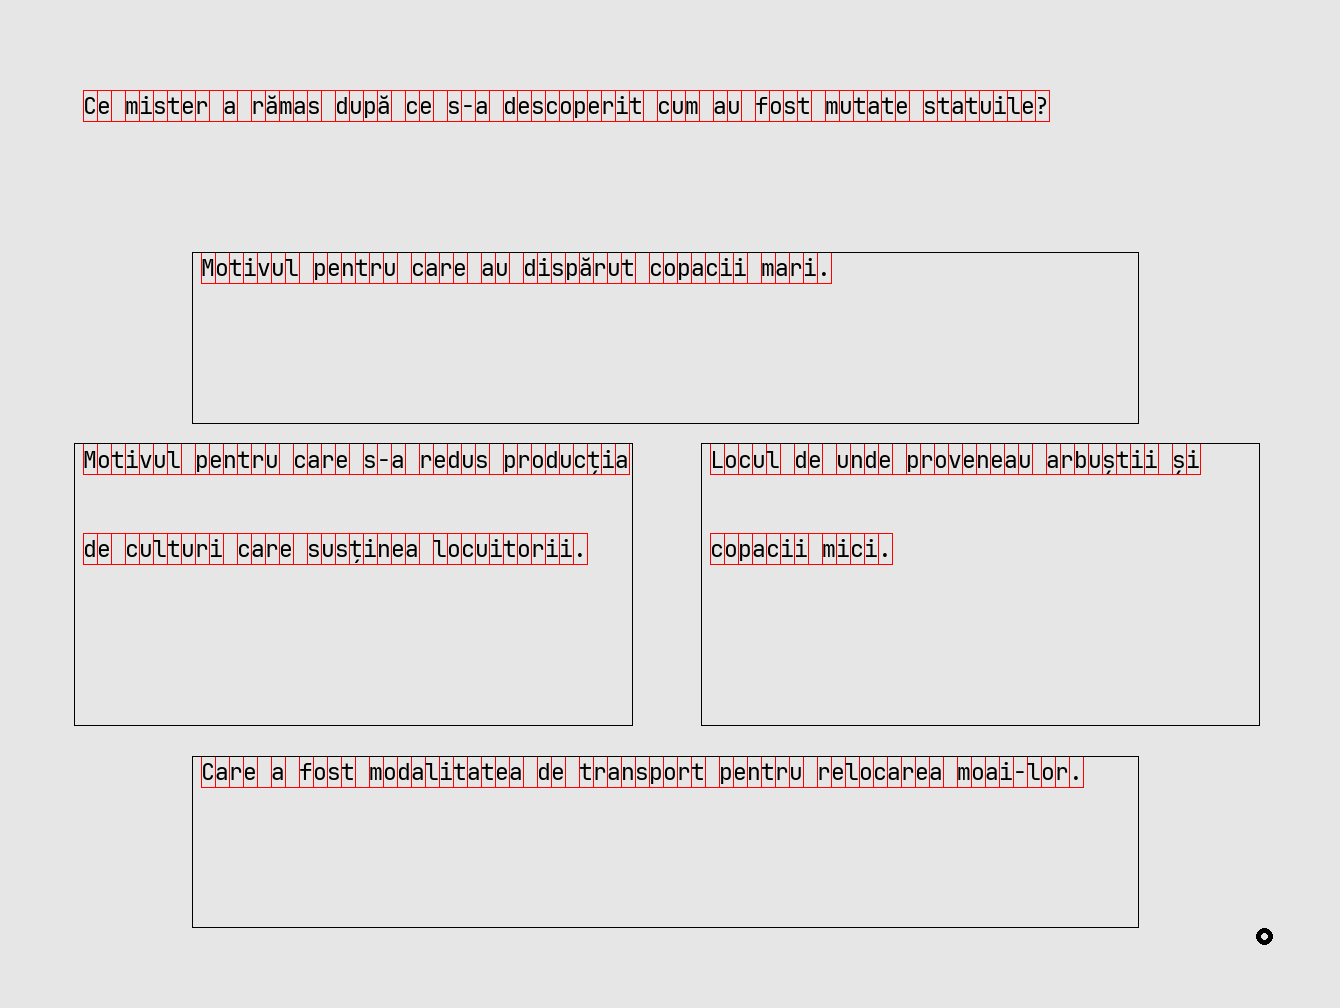 Ce mister a rămas după ce s-a descoperit cum au fost mutate statuile?
Motivul pentru care au dispărut copacii mari.
Motivul pentru care s-a redus producția
de culturi care susținea locuitorii.
Locul de unde proveneau arbuștii și
copacii mici.
Care a fost modalitatea de transport pentru relocarea moai-lor.